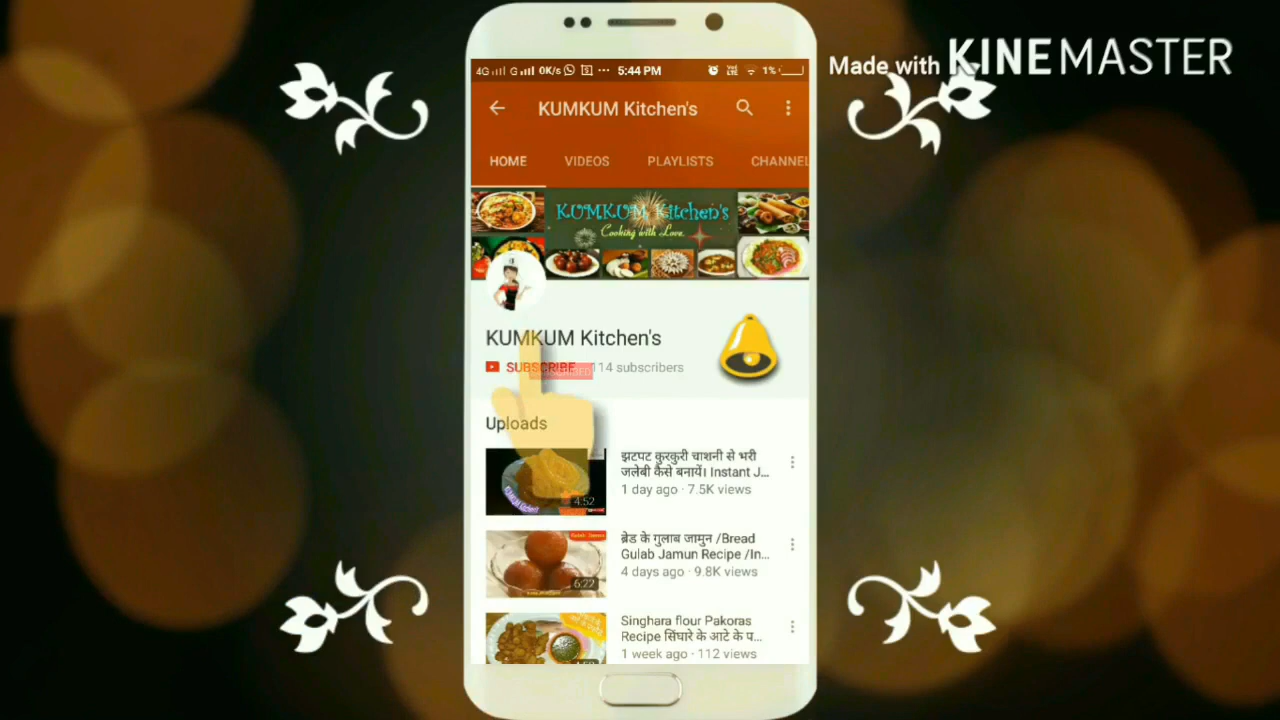 Made with KINEMASTER
4G G 0K/s 5:44 PM 1%
KUMKUM Kitchen's
HOME VIDEOS PLAYLISTS CHANNEL
KUMKUM Kitchen's
Cooking with Love
KUMKUM Kitchen's
SUBSCRIBE 114 subscribers
Uploads
झटपट कुरकुरी चाशनी से भरी
जलेबी कैसे बनायें। Instant J...
1 day ago · 7.5K views
4:52
ब्रेड के गुलाब जामुन /Bread
Gulab Jamun Recipe /In...
4 days ago · 9.8K views
6:22
Singhara flour Pakoras
Recipe सिंघारे के आटे के प...
1 week ago · 112 views